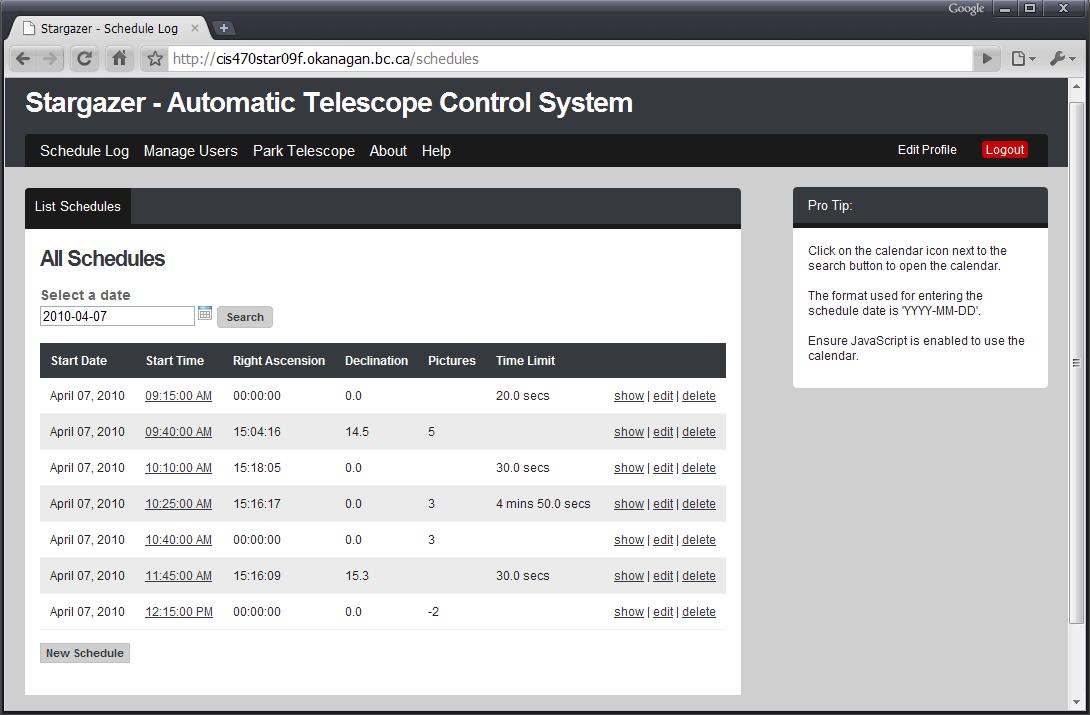 Google
Stargazer - Schedule Log
http://cis470star09f.okanagan.bc.ca/schedules
Stargazer - Automatic Telescope Control System
Schedule Log Manage Users Park Telescope About Help Edit Profile Logout
List Schedules
All Schedules
Select a date
2010-04-07 Search
Start Date Start Time Right Ascension Declination Pictures Time Limit
April 07, 2010 09:15:00 AM 00:00:00 0.0 20.0 secs show | edit | delete
April 07, 2010 09:40:00 AM 15:04:16 14.5 5 show | edit | delete
April 07, 2010 10:10:00 AM 15:18:05 0.0 30.0 secs show | edit | delete
April 07, 2010 10:25:00 AM 15:16:17 0.0 3 4 mins 50.0 secs show | edit | delete
April 07, 2010 10:40:00 AM 00:00:00 0.0 3 show | edit | delete
April 07, 2010 11:45:00 AM 15:16:09 15.3 30.0 secs show | edit | delete
April 07, 2010 12:15:00 PM 00:00:00 0.0 -2 show | edit | delete
New Schedule
Pro Tip:
Click on the calendar icon next to the
search button to open the calendar.
The format used for entering the
schedule date is 'YYYY-MM-DD'.
Ensure JavaScript is enabled to use the
calendar.